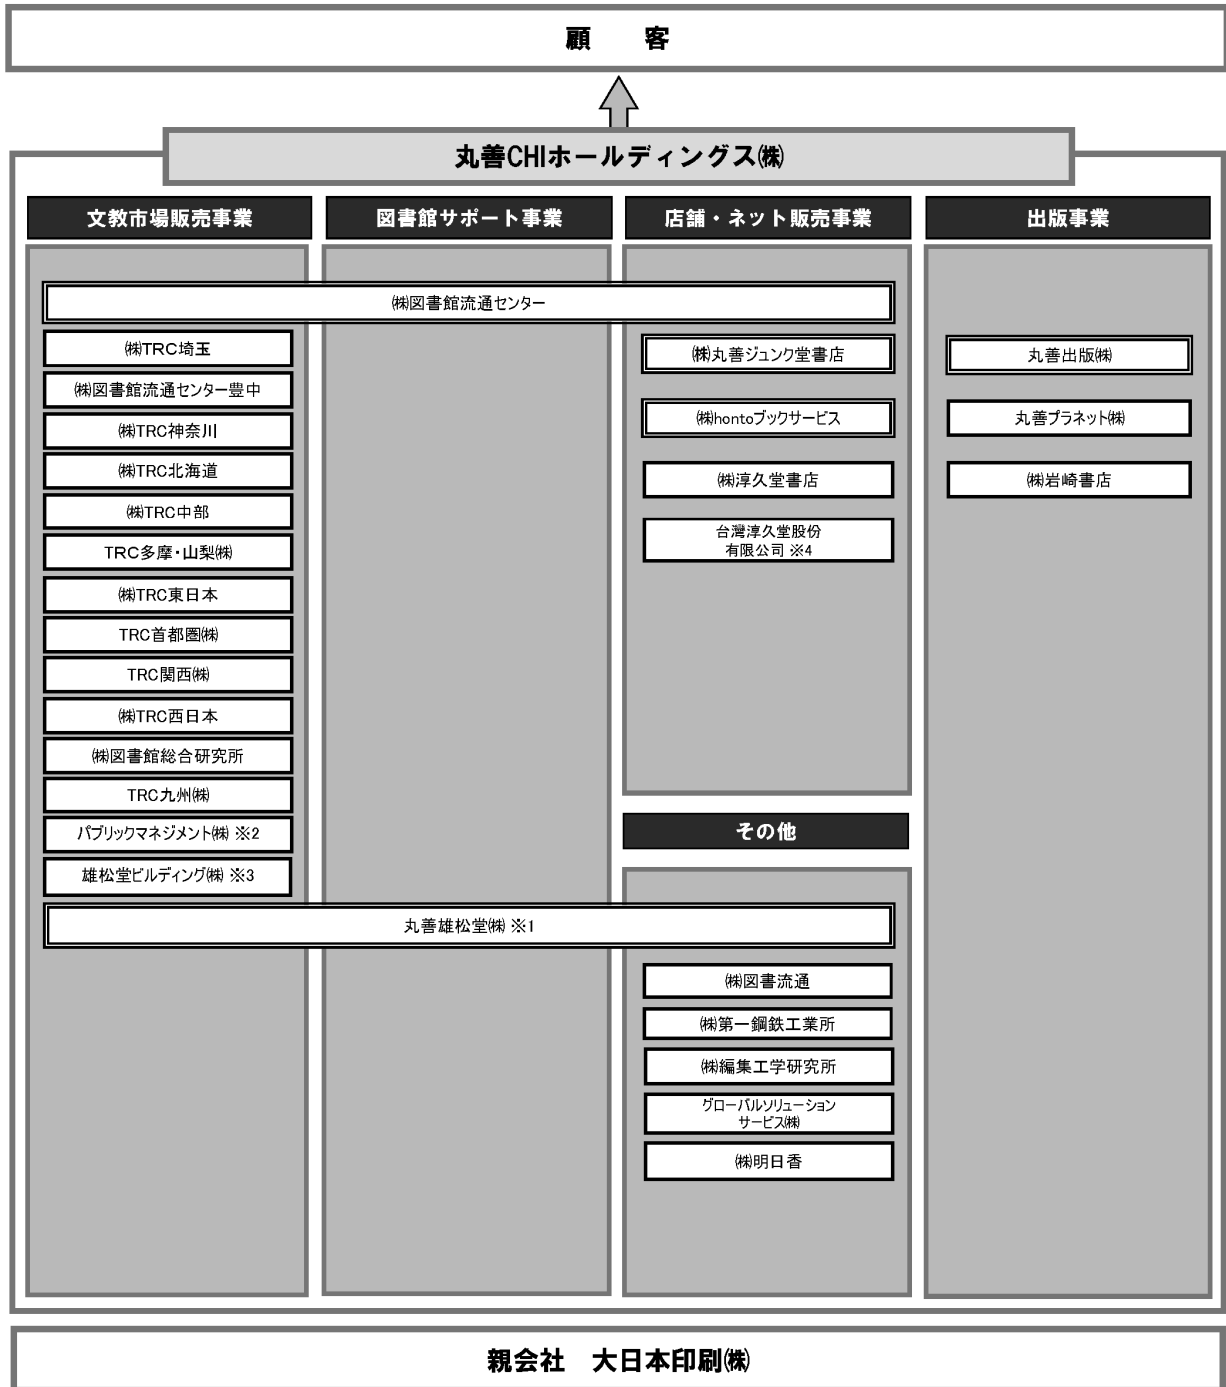 顧　　客
丸善CHIホールディングス㈱
文教市場販売事業
図書館サポート事業
店舗・ネット販売事業
出版事業
㈱図書館流通センター
㈱TRC埼玉
㈱図書館流通センター豊中
㈱TRC神奈川
㈱TRC北海道
㈱TRC中部
TRC多摩・山梨㈱
㈱TRC東日本
TRC首都圏㈱
TRC関西㈱
㈱TRC西日本
㈱図書館総合研究所
TRC九州㈱
パブリックマネジメント㈱ ※2
雄松堂ビルディング㈱ ※3
㈱丸善ジュンク堂書店
㈱hontoブックサービス
㈱淳久堂書店
台灣淳久堂股份
有限公司 ※4
丸善出版㈱
丸善プラネット㈱
㈱岩崎書店
その他
丸善雄松堂㈱ ※1
㈱図書流通
㈱第一鋼鉄工業所
㈱編集工学研究所
グローバルソリューション
サービス㈱
㈱明日香
親会社　大日本印刷㈱